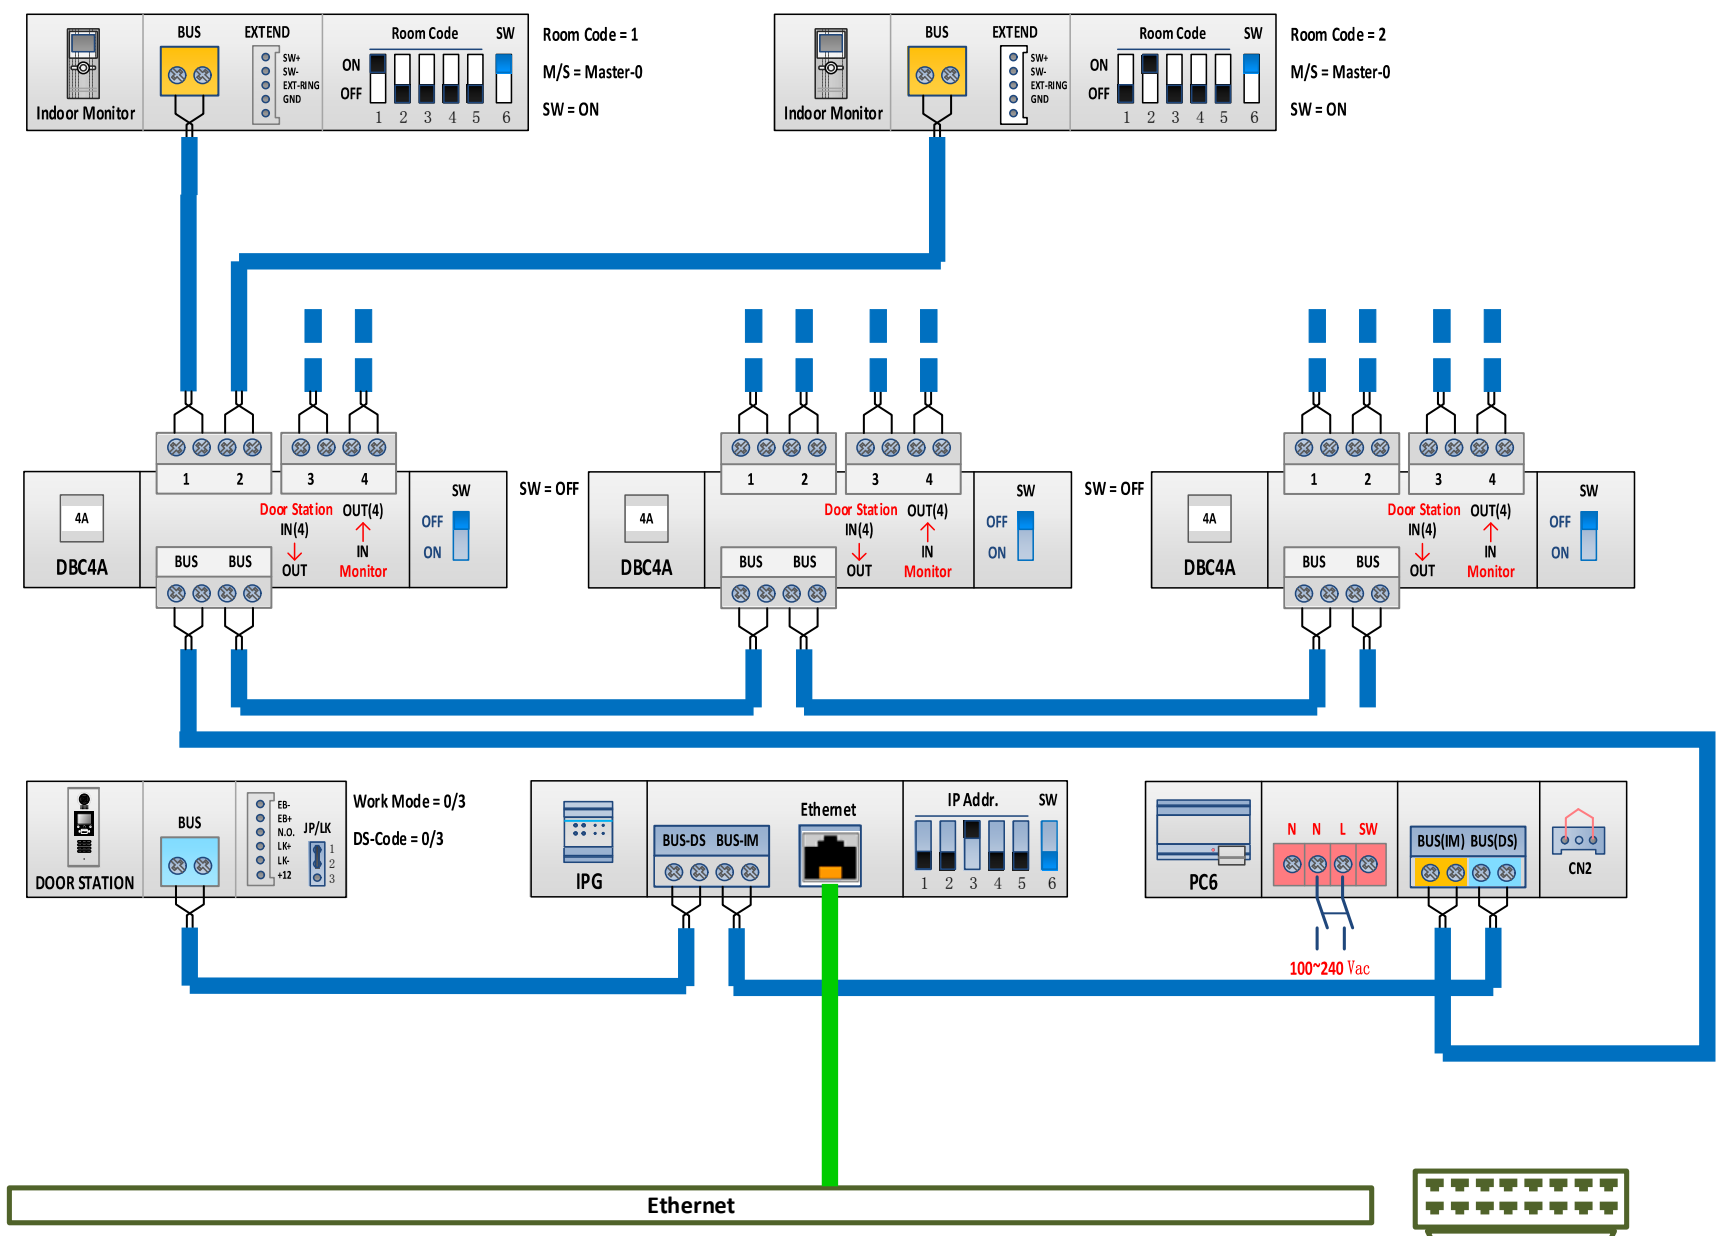 BUS EXTEND Room Code SW Room Code = 1
SW+
SW-
EXT-RING
GND
ON
OFF
M/S = Master-0
Indoor Monitor
1 2 3 4 5 6
SW = ON
BUS EXTEND Room Code SW Room Code = 2
SW+
SW-
EXT-RING
GND
ON
OFF
M/S = Master-0
Indoor Monitor
1 2 3 4 5 6
SW = ON
1 2 3 4
4A
DBC4A
Door Station
IN(4)
OUT
OUT(4)
IN
Monitor
BUS BUS
SW
OFF
ON
SW = OFF
1 2 3 4
4A
DBC4A
Door Station
IN(4)
OUT
OUT(4)
IN
Monitor
BUS BUS
SW
OFF
ON
SW = OFF
1 2 3 4
4A
DBC4A
Door Station
IN(4)
OUT
OUT(4)
IN
Monitor
BUS BUS
SW
OFF
ON
DOOR STATION
BUS
EB-
EB+
N.O.
LK+
LK-
+12
JP/LK
1
2
3
Work Mode = 0/3
DS-Code = 0/3
IPG
BUS-DS BUS-IM
Ethernet
IP Addr. SW
1 2 3 4 5 6
PC6
N N L SW
100~240 Vac
BUS(IM) BUS(DS)
CN2
Ethernet